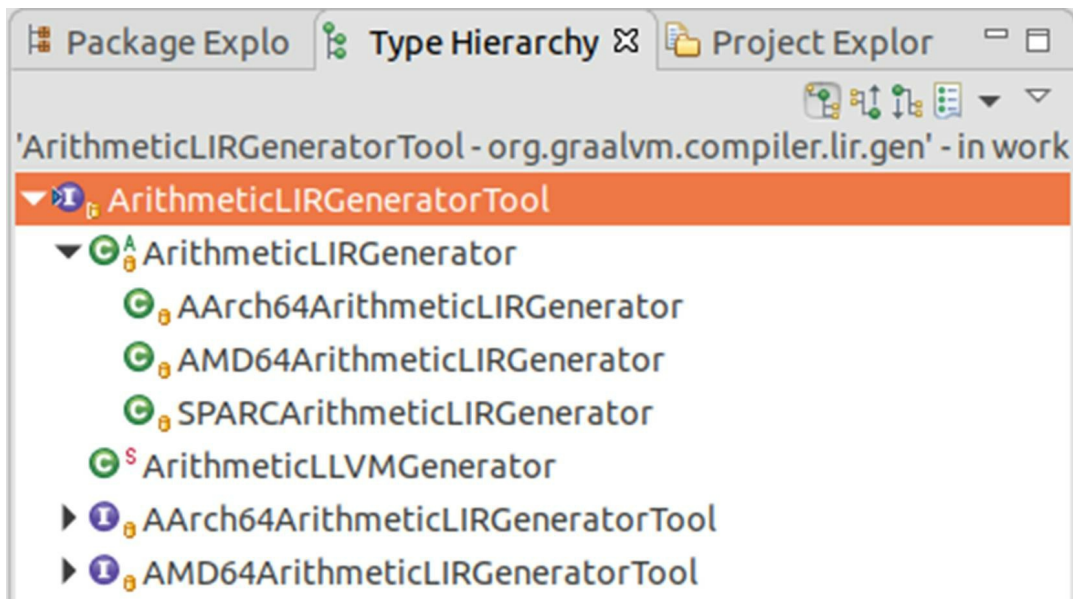 Package Explo Type Hierarchy Project Explor
'ArithmeticLIRGeneratorTool - org.graalvm.compiler.lir.gen' - in work
ArithmeticLIRGeneratorTool
ArithmeticLIRGenerator
AArch64ArithmeticLIRGenerator
AMD64ArithmeticLIRGenerator
SPARCArithmeticLIRGenerator
ArithmeticLLVMGenerator
AArch64ArithmeticLIRGeneratorTool
AMD64ArithmeticLIRGeneratorTool